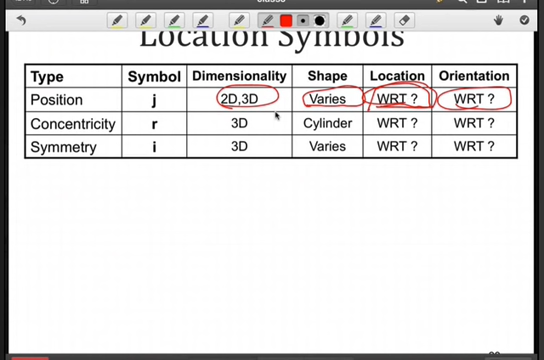 Location Symbols
Type Symbol Dimensionality Shape Location Orientation
Position j 2D,3D Varies WRT ? WRT ?
Concentricity r 3D Cylinder WRT ? WRT ?
Symmetry i 3D Varies WRT ? WRT ?